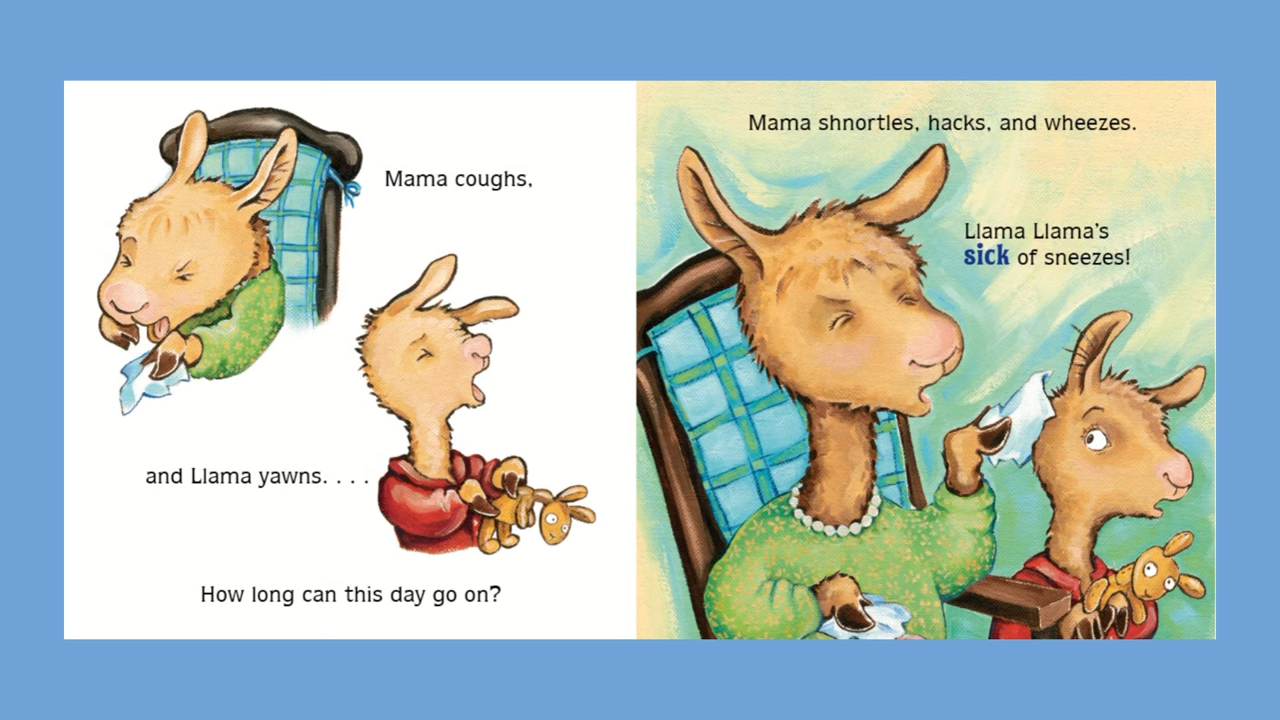 Mama coughs,
and Llama yawns. . . .
How long can this day go on?
Mama shnortles, hacks, and wheezes.
Llama Llama's
sick of sneezes!